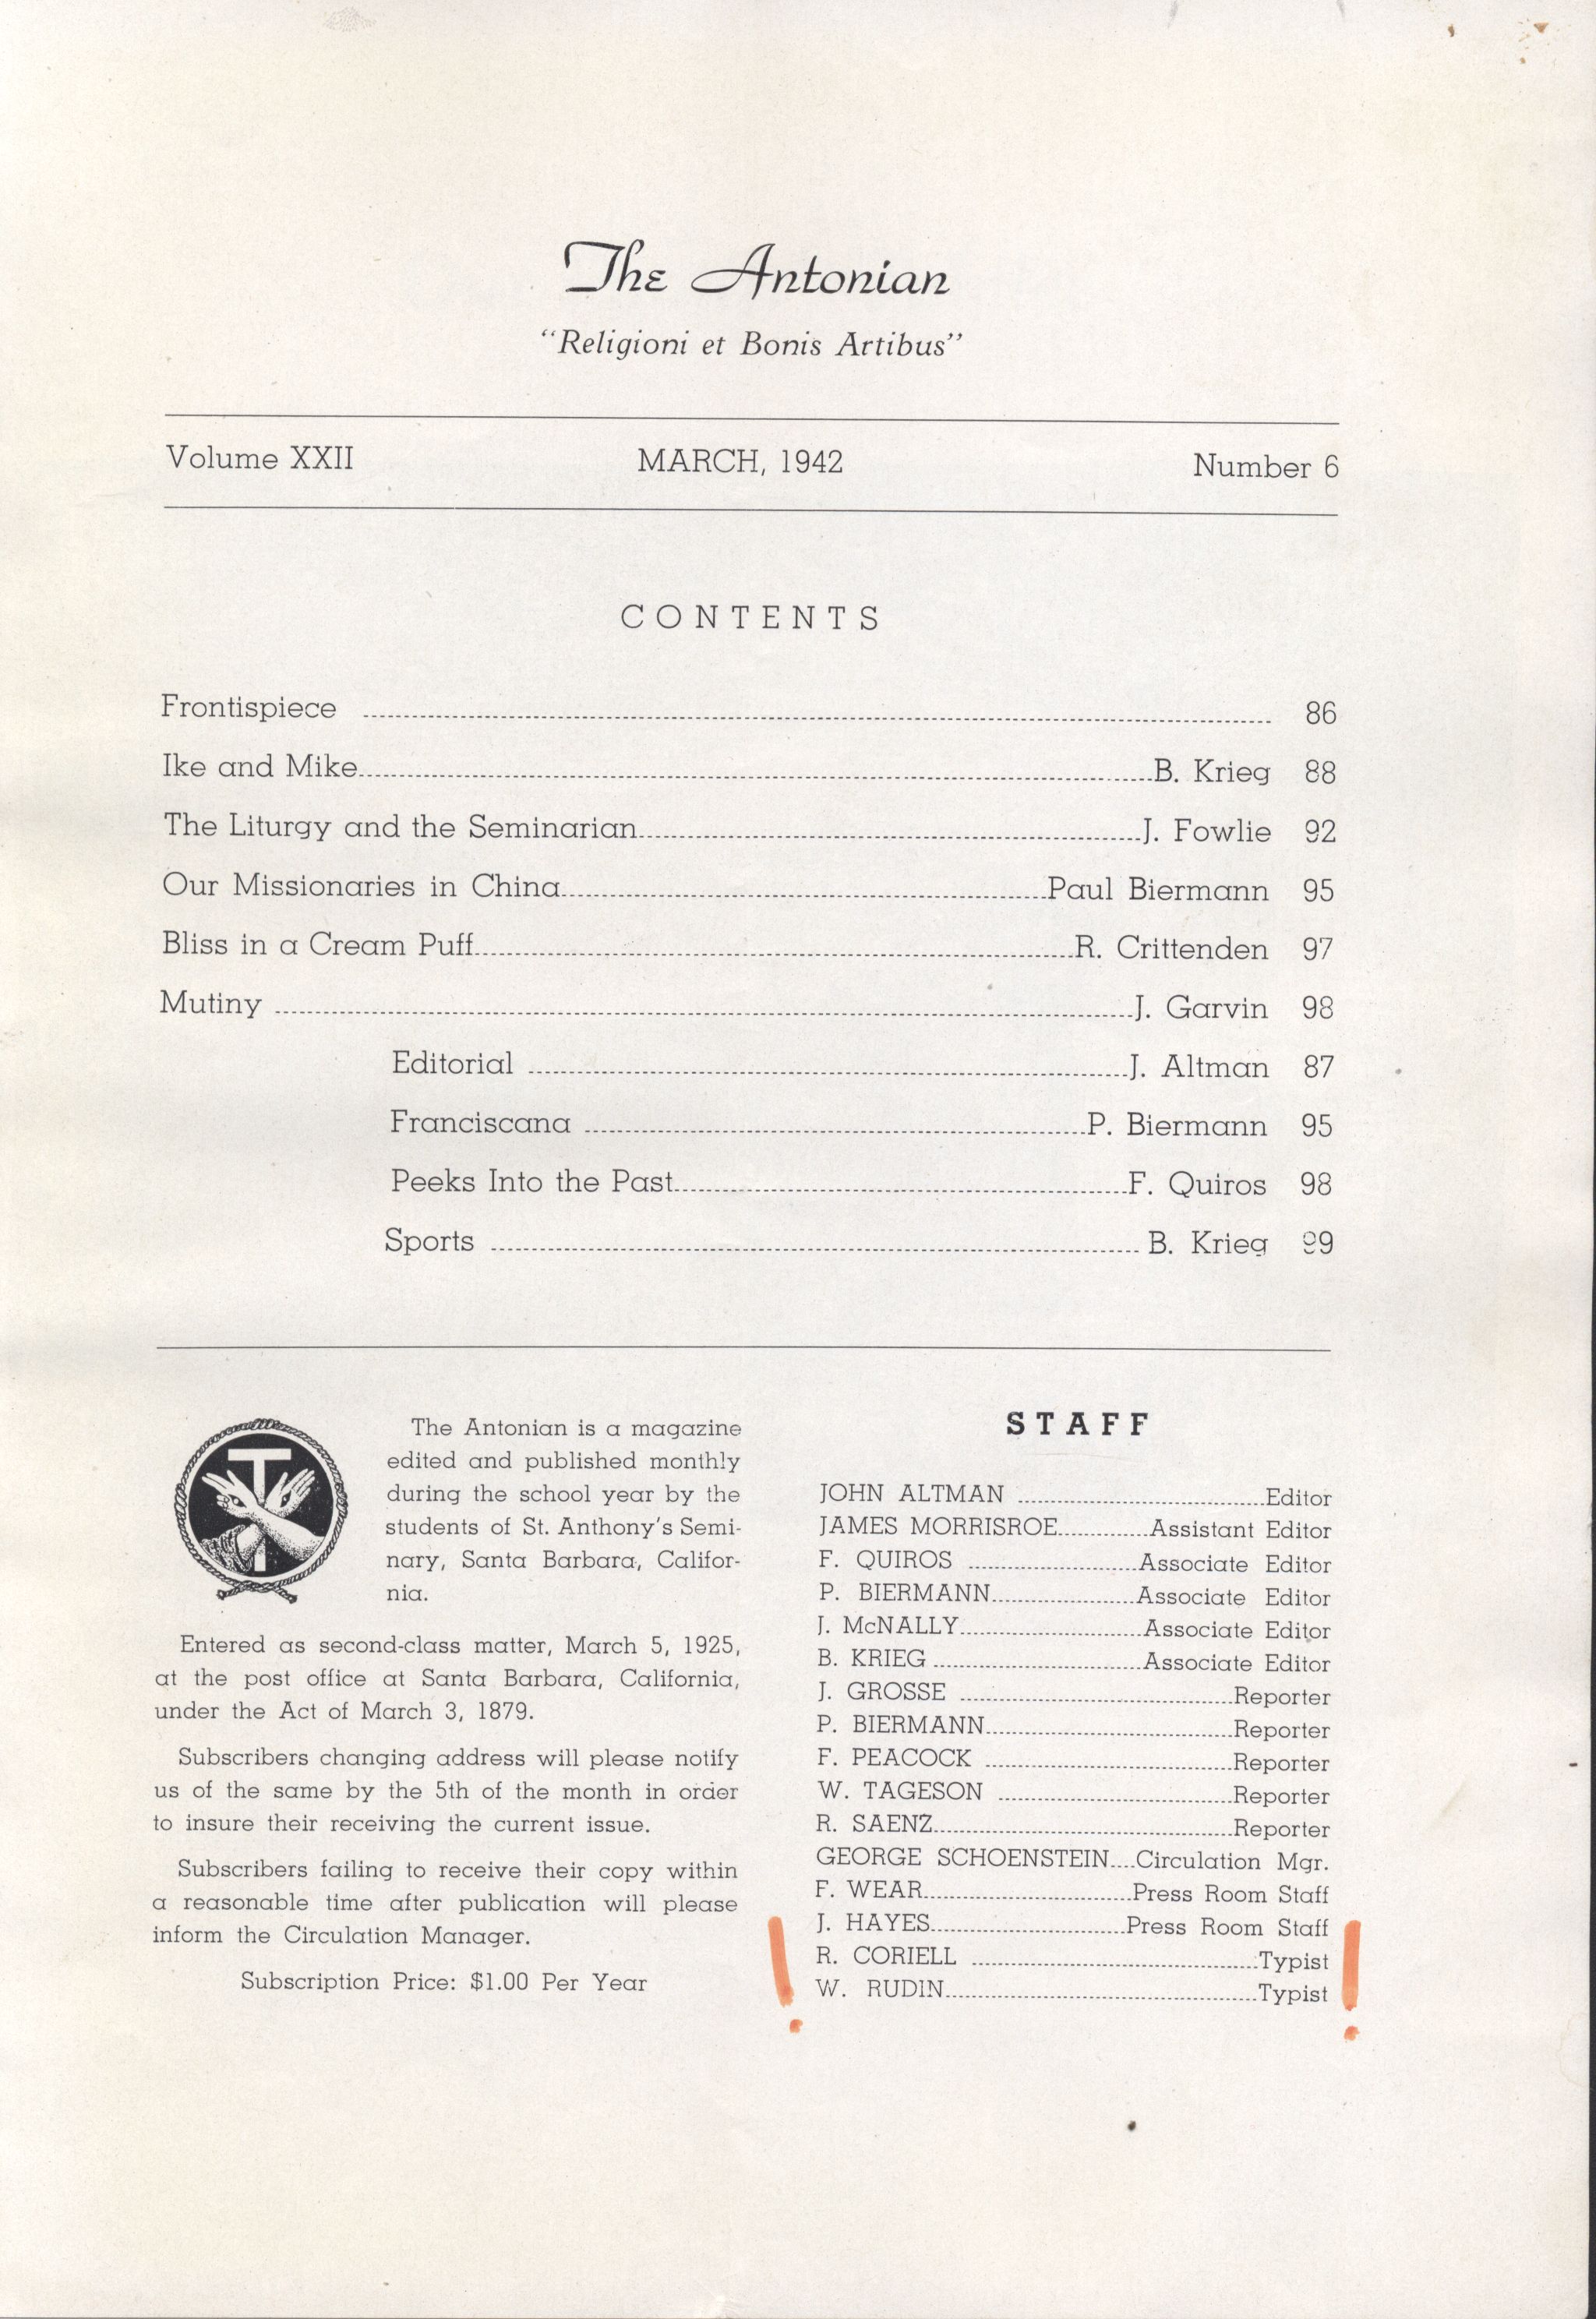 The Antonian
“Religioni et Bonis Artibus”
Volume XXII MARCH, 1942 Number 6
CONTENTS
Frontispiece 86
Ike and Mike B. Krieg 88
The Liturgy and the Seminarian J. Fowlie 92
Our Missionaries in China Paul Biermann 95
Bliss in a Cream Puff R. Crittenden 97
Mutiny J. Garvin 98
Editorial J. Altman 87
Franciscana P. Biermann 95
Peeks Into the Past F. Quiros 98
Sports B. Krieg 99
T
The Antonian is a magazine
edited and published monthly
during the school year by the
students of St. Anthony’s Semi-
nary, Santa Barbara, Califor-
nia.
Entered as second-class matter, March 5, 1925,
at the post office at Santa Barbara, California,
under the Act of March 3, 1879.
Subscribers changing address will please notify
us of the same by the 5th of the month in order
to insure their receiving the current issue.
Subscribers failing to receive their copy within
a reasonable time after publication will please
inform the Circulation Manager.
Subscription Price: $1.00 Per Year
STAFF
JOHN ALTMAN Editor
JAMES MORRISROE Assistant Editor
F. QUIROS Associate Editor
P. BIERMANN Associate Editor
J. McNALLY Associate Editor
B. KRIEG Associate Editor
J. GROSSE Reporter
P. BIERMANN Reporter
F. PEACOCK Reporter
W. TAGESON Reporter
R. SAENZ Reporter
GEORGE SCHOENSTEIN Circulation Mgr.
F. WEAR Press Room Staff
J. HAYES Press Room Staff
! R. CORIELL Typist !
W. RUDIN Typist